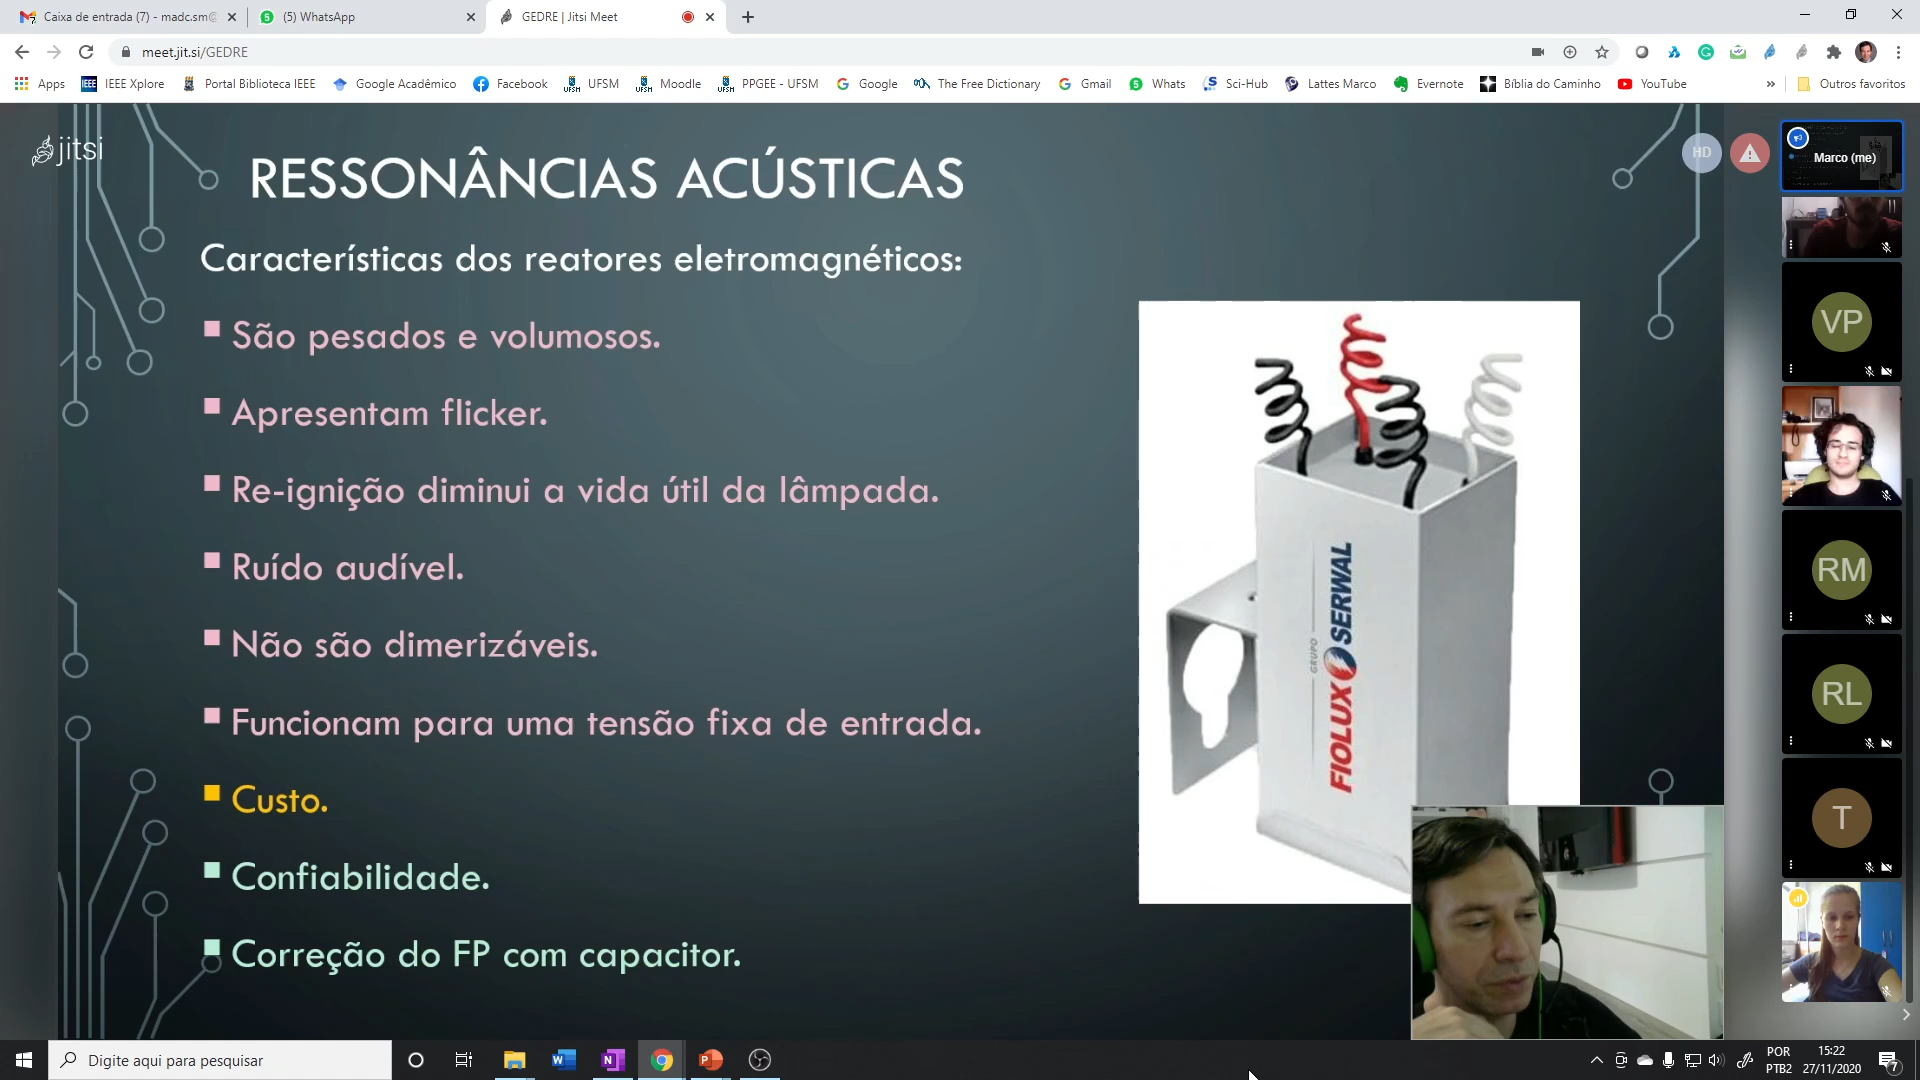 Caixa de entrada (7) - madc.sm@
(5) WhatsApp
GEDRE | Jitsi Meet
meet.jit.si/GEDRE
Apps
IEEE Xplore
Portal Biblioteca IEEE
Google Acadêmico
Facebook
UFSM
Moodle
PPGEE - UFSM
Google
The Free Dictionary
Gmail
Whats
Sci-Hub
Lattes Marco
Evernote
Bíblia do Caminho
YouTube
»
Outros favoritos
jitsi
HD
Marco (me)
RESSONÂNCIAS ACÚSTICAS
Características dos reatores eletromagnéticos:
São pesados e volumosos.
Apresentam flicker.
Re-ignição diminui a vida útil da lâmpada.
Ruído audível.
Não são dimerizáveis.
Funcionam para uma tensão fixa de entrada.
Custo.
Confiabilidade.
Correção do FP com capacitor.
GRUPO
FIOLUX SERWAL
VP
RM
RL
T
Digite aqui para pesquisar
POR
PTB2
15:22
27/11/2020
7